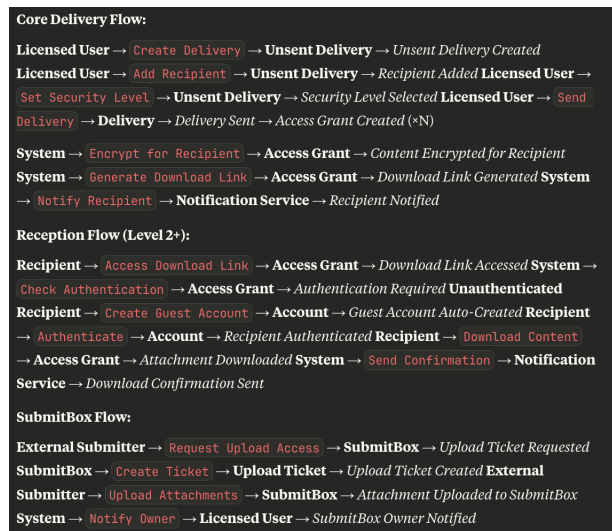 Core Delivery Flow:
Licensed User → Create Delivery → Unsent Delivery → Unsent Delivery Created
Licensed User → Add Recipient → Unsent Delivery → Recipient Added Licensed User →
Set Security Level → Unsent Delivery → Security Level Selected Licensed User → Send
Delivery → Delivery → Delivery Sent → Access Grant Created (×N)
System → Encrypt for Recipient → Access Grant → Content Encrypted for Recipient
System → Generate Download Link → Access Grant → Download Link Generated System
→ Notify Recipient → Notification Service → Recipient Notified
Reception Flow (Level 2+):
Recipient → Access Download Link → Access Grant → Download Link Accessed System →
Check Authentication → Access Grant → Authentication Required Unauthenticated
Recipient → Create Guest Account → Account → Guest Account Auto-Created Recipient
→ Authenticate → Account → Recipient Authenticated Recipient → Download Content
→ Access Grant → Attachment Downloaded System → Send Confirmation → Notification
Service → Download Confirmation Sent
SubmitBox Flow:
External Submitter → Request Upload Access → SubmitBox → Upload Ticket Requested
SubmitBox → Create Ticket → Upload Ticket → Upload Ticket Created External
Submitter → Upload Attachments → SubmitBox → Attachment Uploaded to SubmitBox
System → Notify Owner → Licensed User → SubmitBox Owner Notified